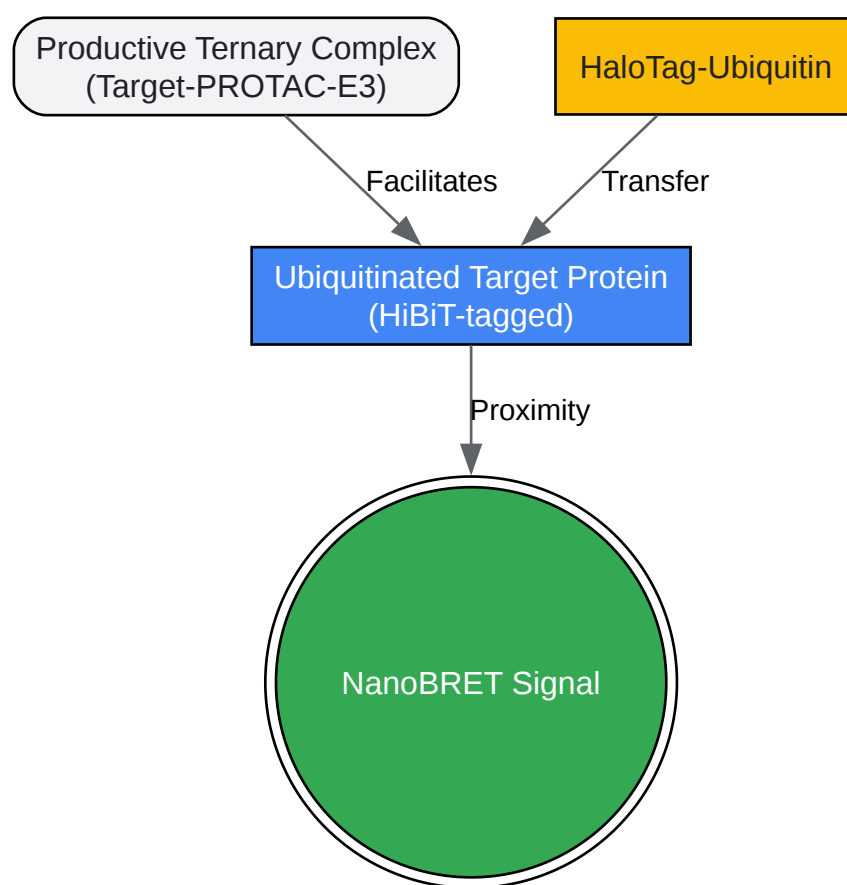 Productive Ternary Complex
(Target-PROTAC-E3)
HaloTag-Ubiquitin
Facilitates
Transfer
Ubiquitinated Target Protein
(HiBiT-tagged)
Proximity
NanoBRET Signal